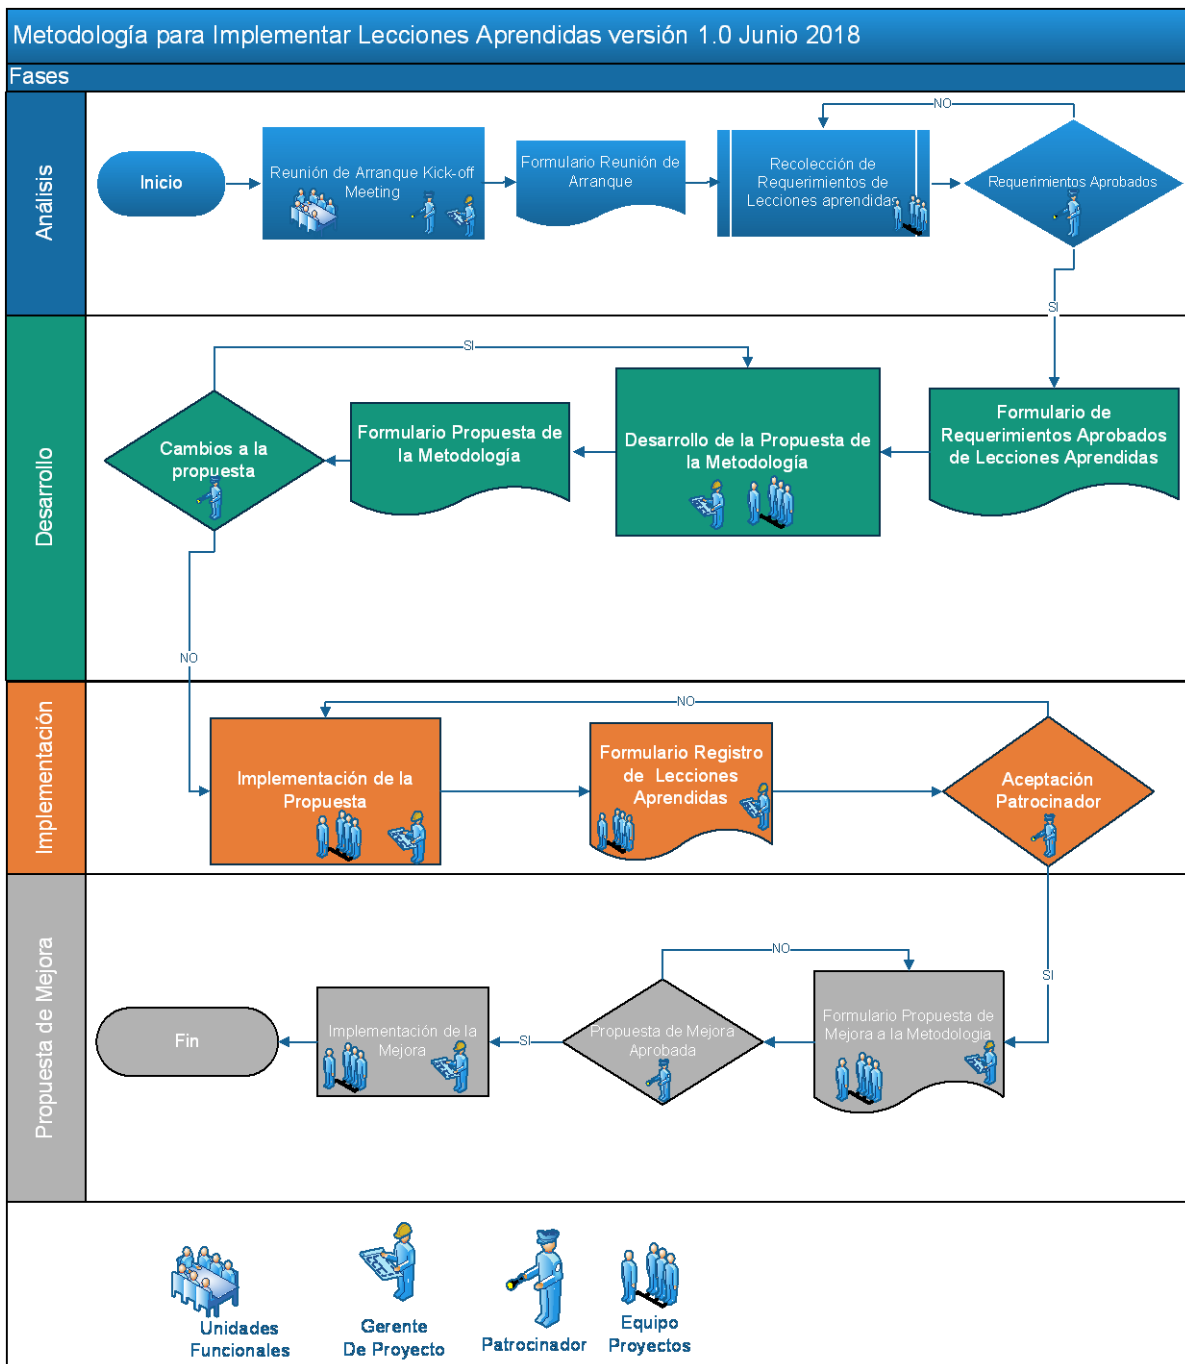 Metodología para Implementar Lecciones Aprendidas versión 1.0 Junio 2018
Fases
Análisis
Inicio
Reunión de Arranque Kick-off
Meeting
Formulario Reunión de
Arranque
Recolección de
Requerimientos de
Lecciones aprendidas
NO
Requerimientos Aprobados
SI
Desarrollo
SI
Cambios a la
propuesta
Formulario Propuesta de
la Metodología
Desarrollo de la Propuesta de
la Metodología
Formulario de
Requerimientos Aprobados
de Lecciones Aprendidas
NO
Implementación
NO
Implementación de la
Propuesta
Formulario Registro
de Lecciones
Aprendidas
Aceptación
Patrocinador
SI
Propuesta de Mejora
NO
Fin
Implementación de la
Mejora
SI
Propuesta de Mejora
Aprobada
Formulario Propuesta de
Mejora a la Metodologia
Unidades
Funcionales
Gerente
De Proyecto
Patrocinador
Equipo
Proyectos